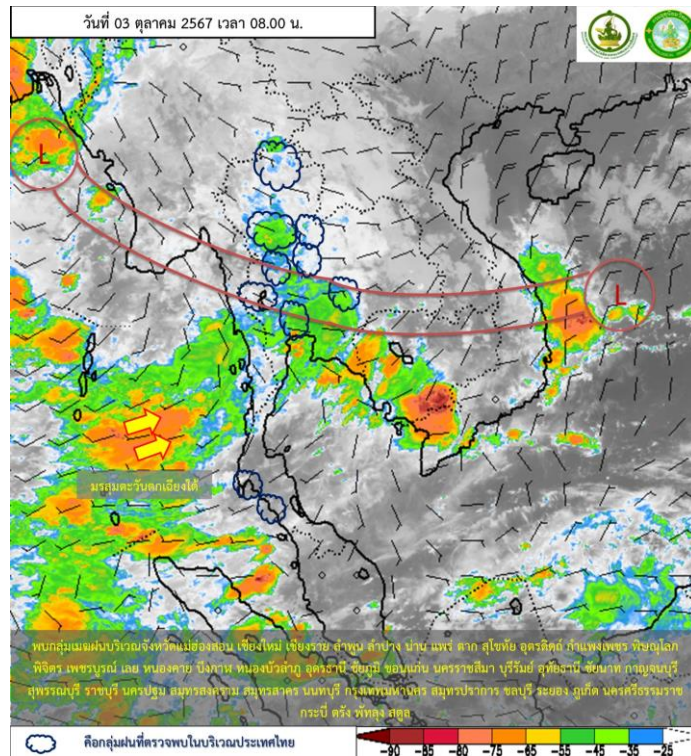 วันที่ 03 ตุลาคม 2567 เวลา 08.00 น.
L
L
มรสุมตะวันตกเฉียงใต้
พบกลุ่มเมฆฝนบริเวณจังหวัดแม่ฮ่องสอน เชียงใหม่ เชียงราย ลำพูน ลำปาง น่าน แพร่ ตาก สุโขทัย อุตรดิตถ์ กำแพงเพชร พิษณุโลก
พิจิตร เพชรบูรณ์ เลย หนองคาย บึงกาฬ หนองบัวลำภู อุดรธานี ชัยภูมิ ขอนแก่น นครราชสีมา บุรีรัมย์ อุทัยธานี ชัยนาท กาญจนบุรี
สุพรรณบุรี ราชบุรี นครปฐม สมุทรสงคราม สมุทรสาคร นนทบุรี กรุงเทพมหานคร สมุทรปราการ ชลบุรี ระยอง ภูเก็ต นครศรีธรรมราช
กระบี่ ตรัง พัทลุง สตูล
คือกลุ่มฝนที่ตรวจพบในบริเวณประเทศไทย
-90 -85 -80 -75 -65 -55 -45 -35 -25